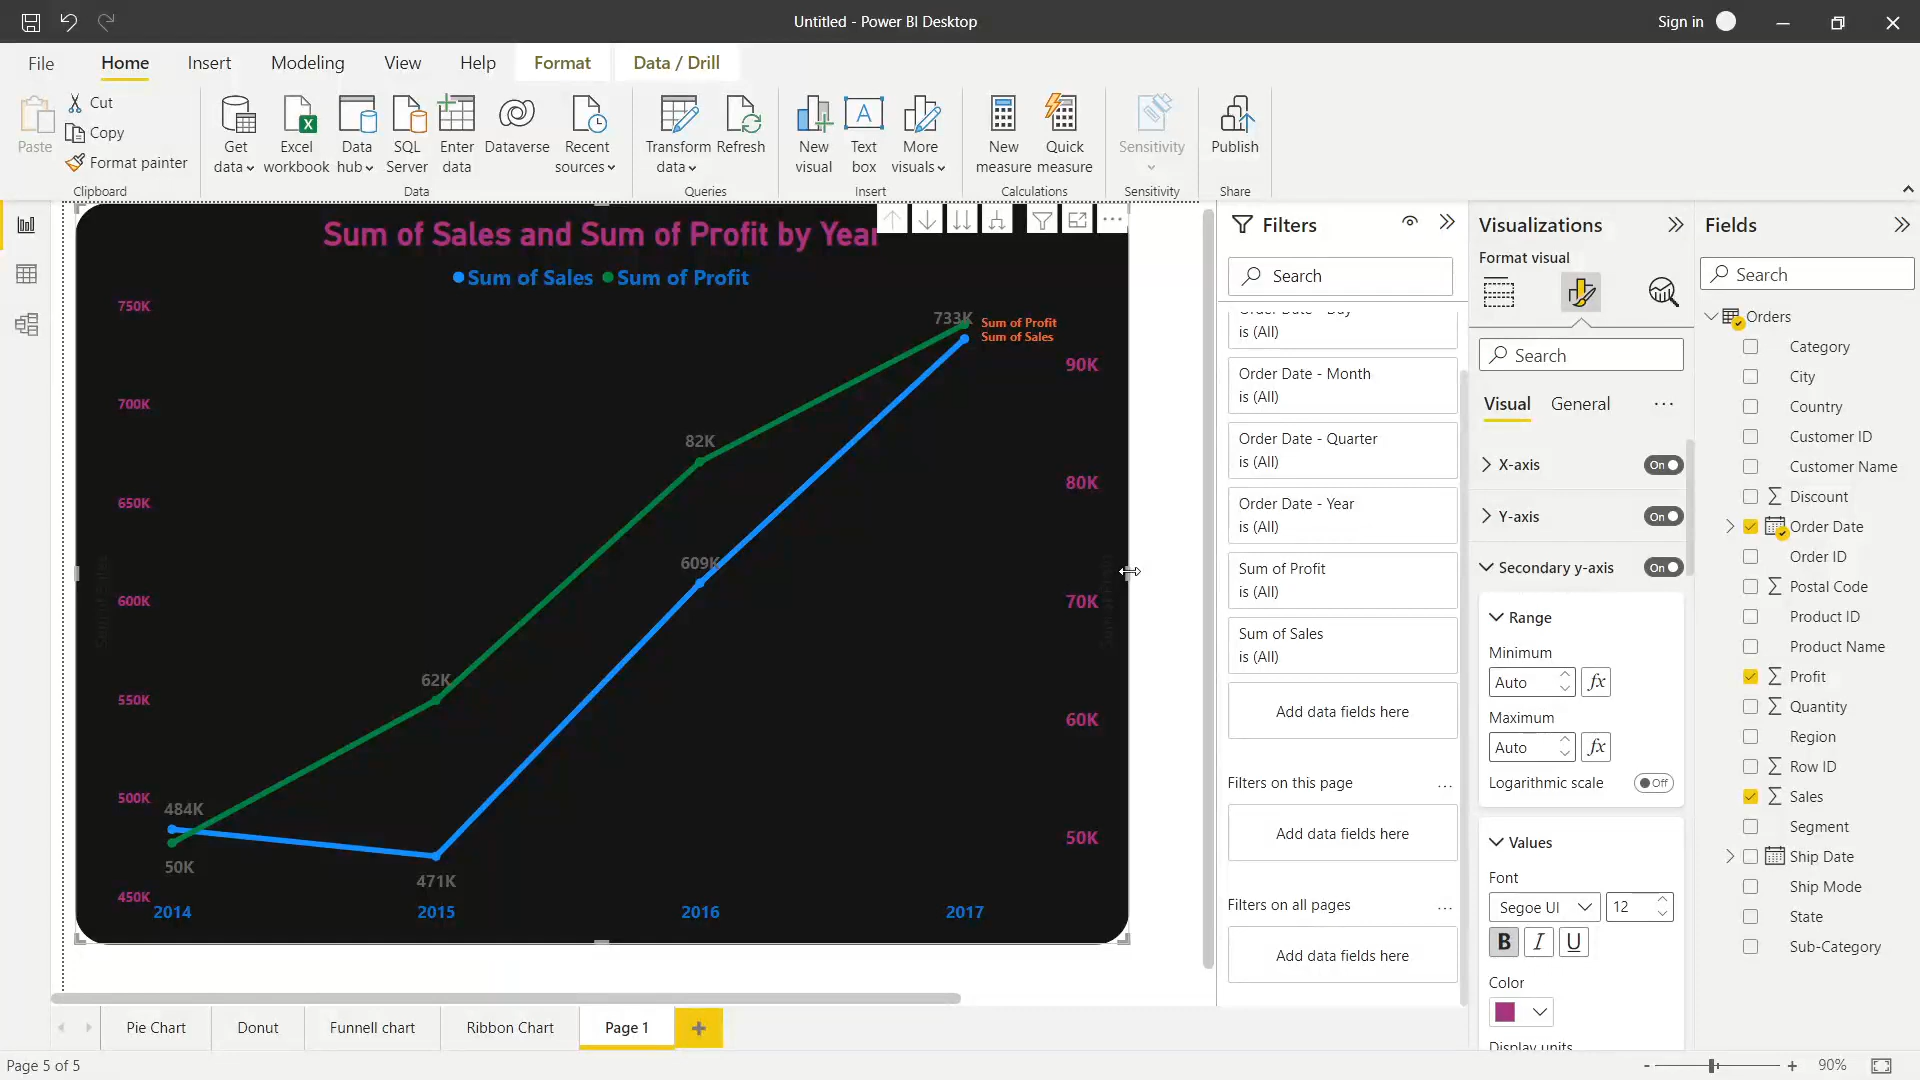 Untitled - Power BI Desktop
Sign in
File
Home
Insert
Modeling
View
Help
Format
Data / Drill
Paste
Cut
Copy
Format painter
Clipboard
Get data
Excel workbook
Data hub
SQL Server
Enter data
Dataverse
Recent sources
Data
Transform data
Refresh
Queries
New visual
Text box
More visuals
Insert
New measure
Quick measure
Calculations
Sensitivity
Sensitivity
Publish
Share
Sum of Sales and Sum of Profit by Year
Sum of Sales
Sum of Profit
750K
700K
650K
600K
550K
500K
450K
733K
Sum of Profit
Sum of Sales
82K
609K
62K
484K
50K
471K
90K
80K
70K
60K
50K
2014
2015
2016
2017
Filters
Search
is (All)
Order Date - Month
is (All)
Order Date - Quarter
is (All)
Order Date - Year
is (All)
Sum of Profit
is (All)
Sum of Sales
is (All)
Add data fields here
Filters on this page
...
Add data fields here
Filters on all pages
...
Add data fields here
Visualizations
Format visual
Search
Visual
General
X-axis
On
Y-axis
On
Secondary y-axis
On
Range
Minimum
Auto
fx
Maximum
Auto
fx
Logarithmic scale
Off
Values
Font
Segoe UI
12
B
I
U
Color
Display units
Fields
Search
Orders
Category
City
Country
Customer ID
Customer Name
Discount
Order Date
Order ID
Postal Code
Product ID
Product Name
Profit
Quantity
Region
Row ID
Sales
Segment
Ship Date
Ship Mode
State
Sub-Category
Pie Chart
Donut
Funnell chart
Ribbon Chart
Page 1
Page 5 of 5
90%